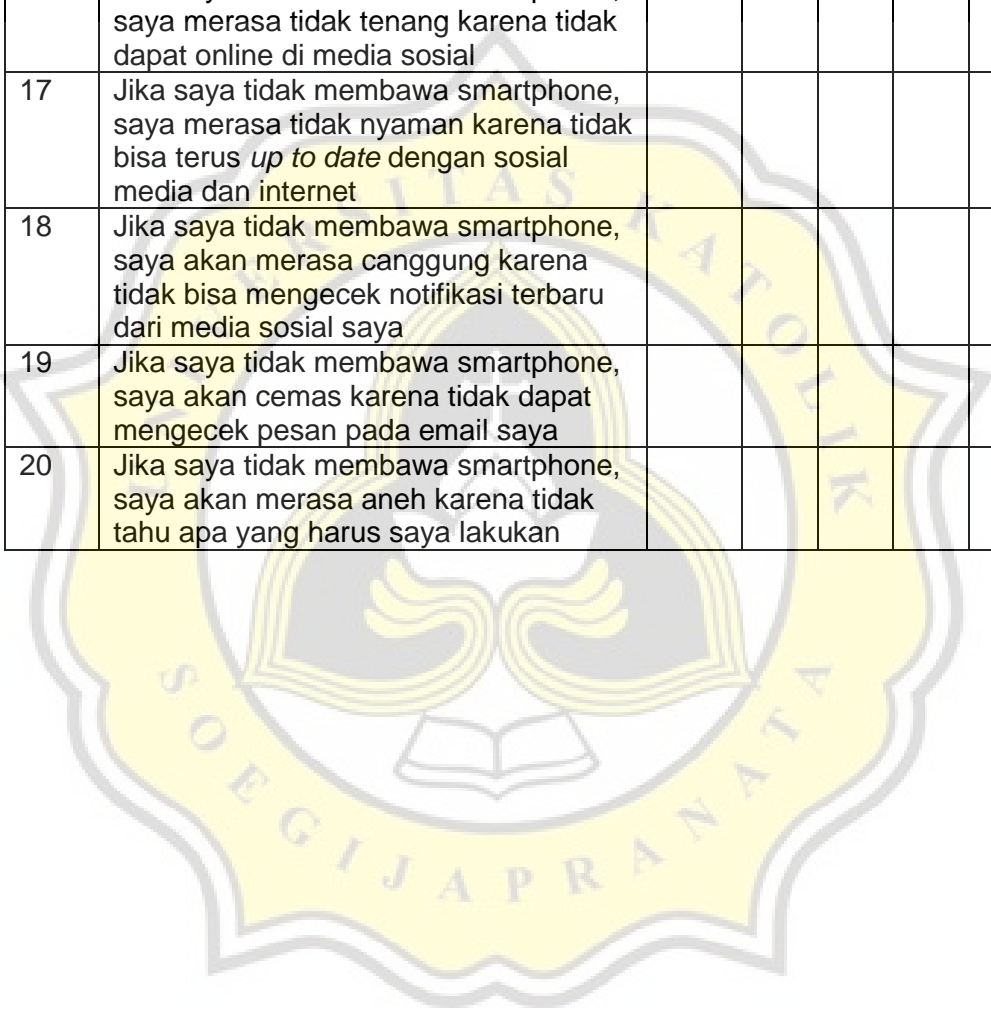 saya merasa tidak tenang karena tidak
dapat online di media sosial
17 Jika saya tidak membawa smartphone,
saya merasa tidak nyaman karena tidak
bisa terus up to date dengan sosial
media dan internet
18 Jika saya tidak membawa smartphone,
saya akan merasa canggung karena
tidak bisa mengecek notifikasi terbaru
dari media sosial saya
19 Jika saya tidak membawa smartphone,
saya akan cemas karena tidak dapat
mengecek pesan pada email saya
20 Jika saya tidak membawa smartphone,
saya akan merasa aneh karena tidak
tahu apa yang harus saya lakukan
UNIVERSITAS KATOLIK
SOEGIJAPRANATA